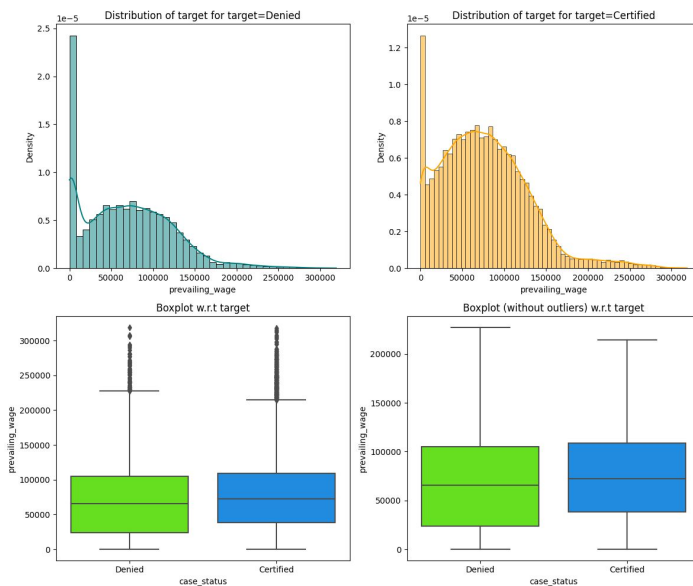 Distribution of target for target=Denied
1e−5
2.5
2.0
1.5
1.0
0.5
0.0
Density
0
50000
100000
150000
200000
250000
300000
prevailing_wage
Distribution of target for target=Certified
1e−5
1.2
1.0
0.8
0.6
0.4
0.2
0.0
Density
0
50000
100000
150000
200000
250000
300000
prevailing_wage
Boxplot w.r.t target
300000
250000
200000
150000
100000
50000
0
prevailing_wage
Denied
Certified
case_status
Boxplot (without outliers) w.r.t target
200000
150000
100000
50000
0
prevailing_wage
Denied
Certified
case_status